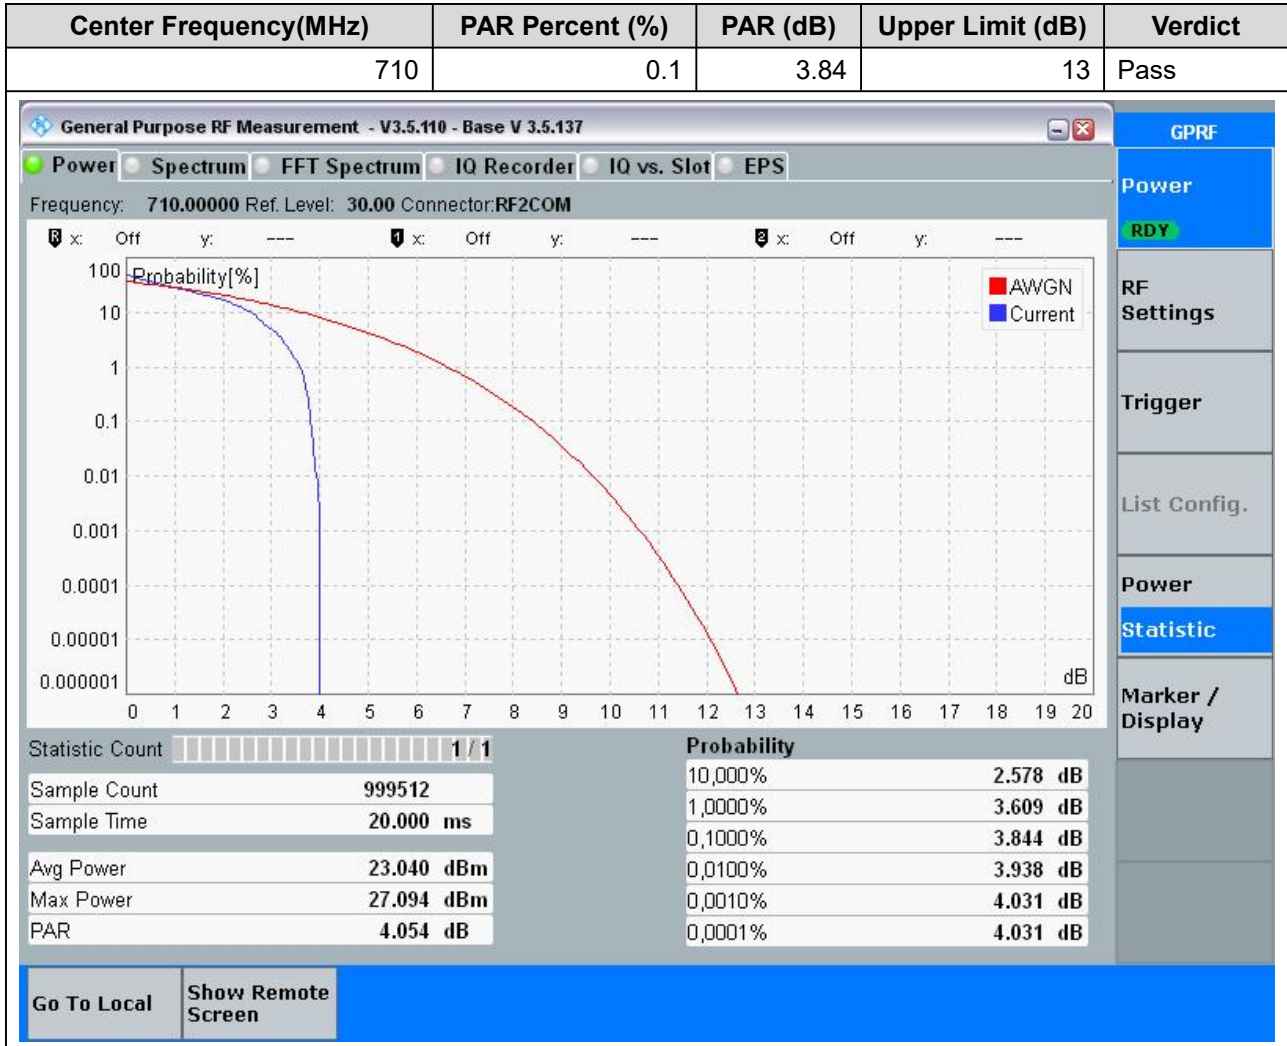 Center Frequency(MHz) PAR Percent (%) PAR (dB) Upper Limit (dB) Verdict
710 0.1 3.84 13 Pass
General Purpose RF Measurement - V3.5.110 - Base V 3.5.137
GPRF
Power Spectrum FFT Spectrum IQ Recorder IQ vs. Slot EPS
Frequency: 710.00000 Ref. Level: 30.00 Connector:RF2COM
R x: Off y: --- 1 x: Off y: --- 2 x: Off y: ---
Power
RDY
RF
Settings
Trigger
List Config.
Power
Statistic
Marker /
Display
Probability[%]
AWGN
Current
100
10
1
0.1
0.01
0.001
0.0001
0.00001
0.000001
dB
0 1 2 3 4 5 6 7 8 9 10 11 12 13 14 15 16 17 18 19 20
Statistic Count 1 / 1
Sample Count 999512
Sample Time 20.000 ms
Avg Power 23.040 dBm
Max Power 27.094 dBm
PAR 4.054 dB
Probability
10,000% 2.578 dB
1,0000% 3.609 dB
0,1000% 3.844 dB
0,0100% 3.938 dB
0,0010% 4.031 dB
0,0001% 4.031 dB
Go To Local
Show Remote
Screen